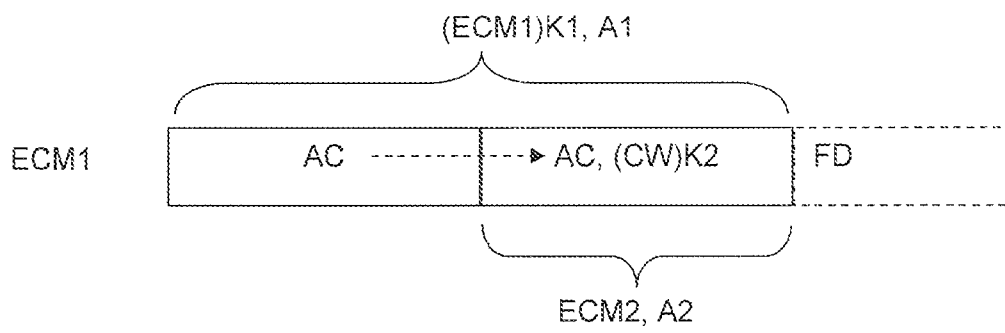 (ECM1)K1, A1
ECM1 AC AC, (CW)K2 FD
ECM2, A2